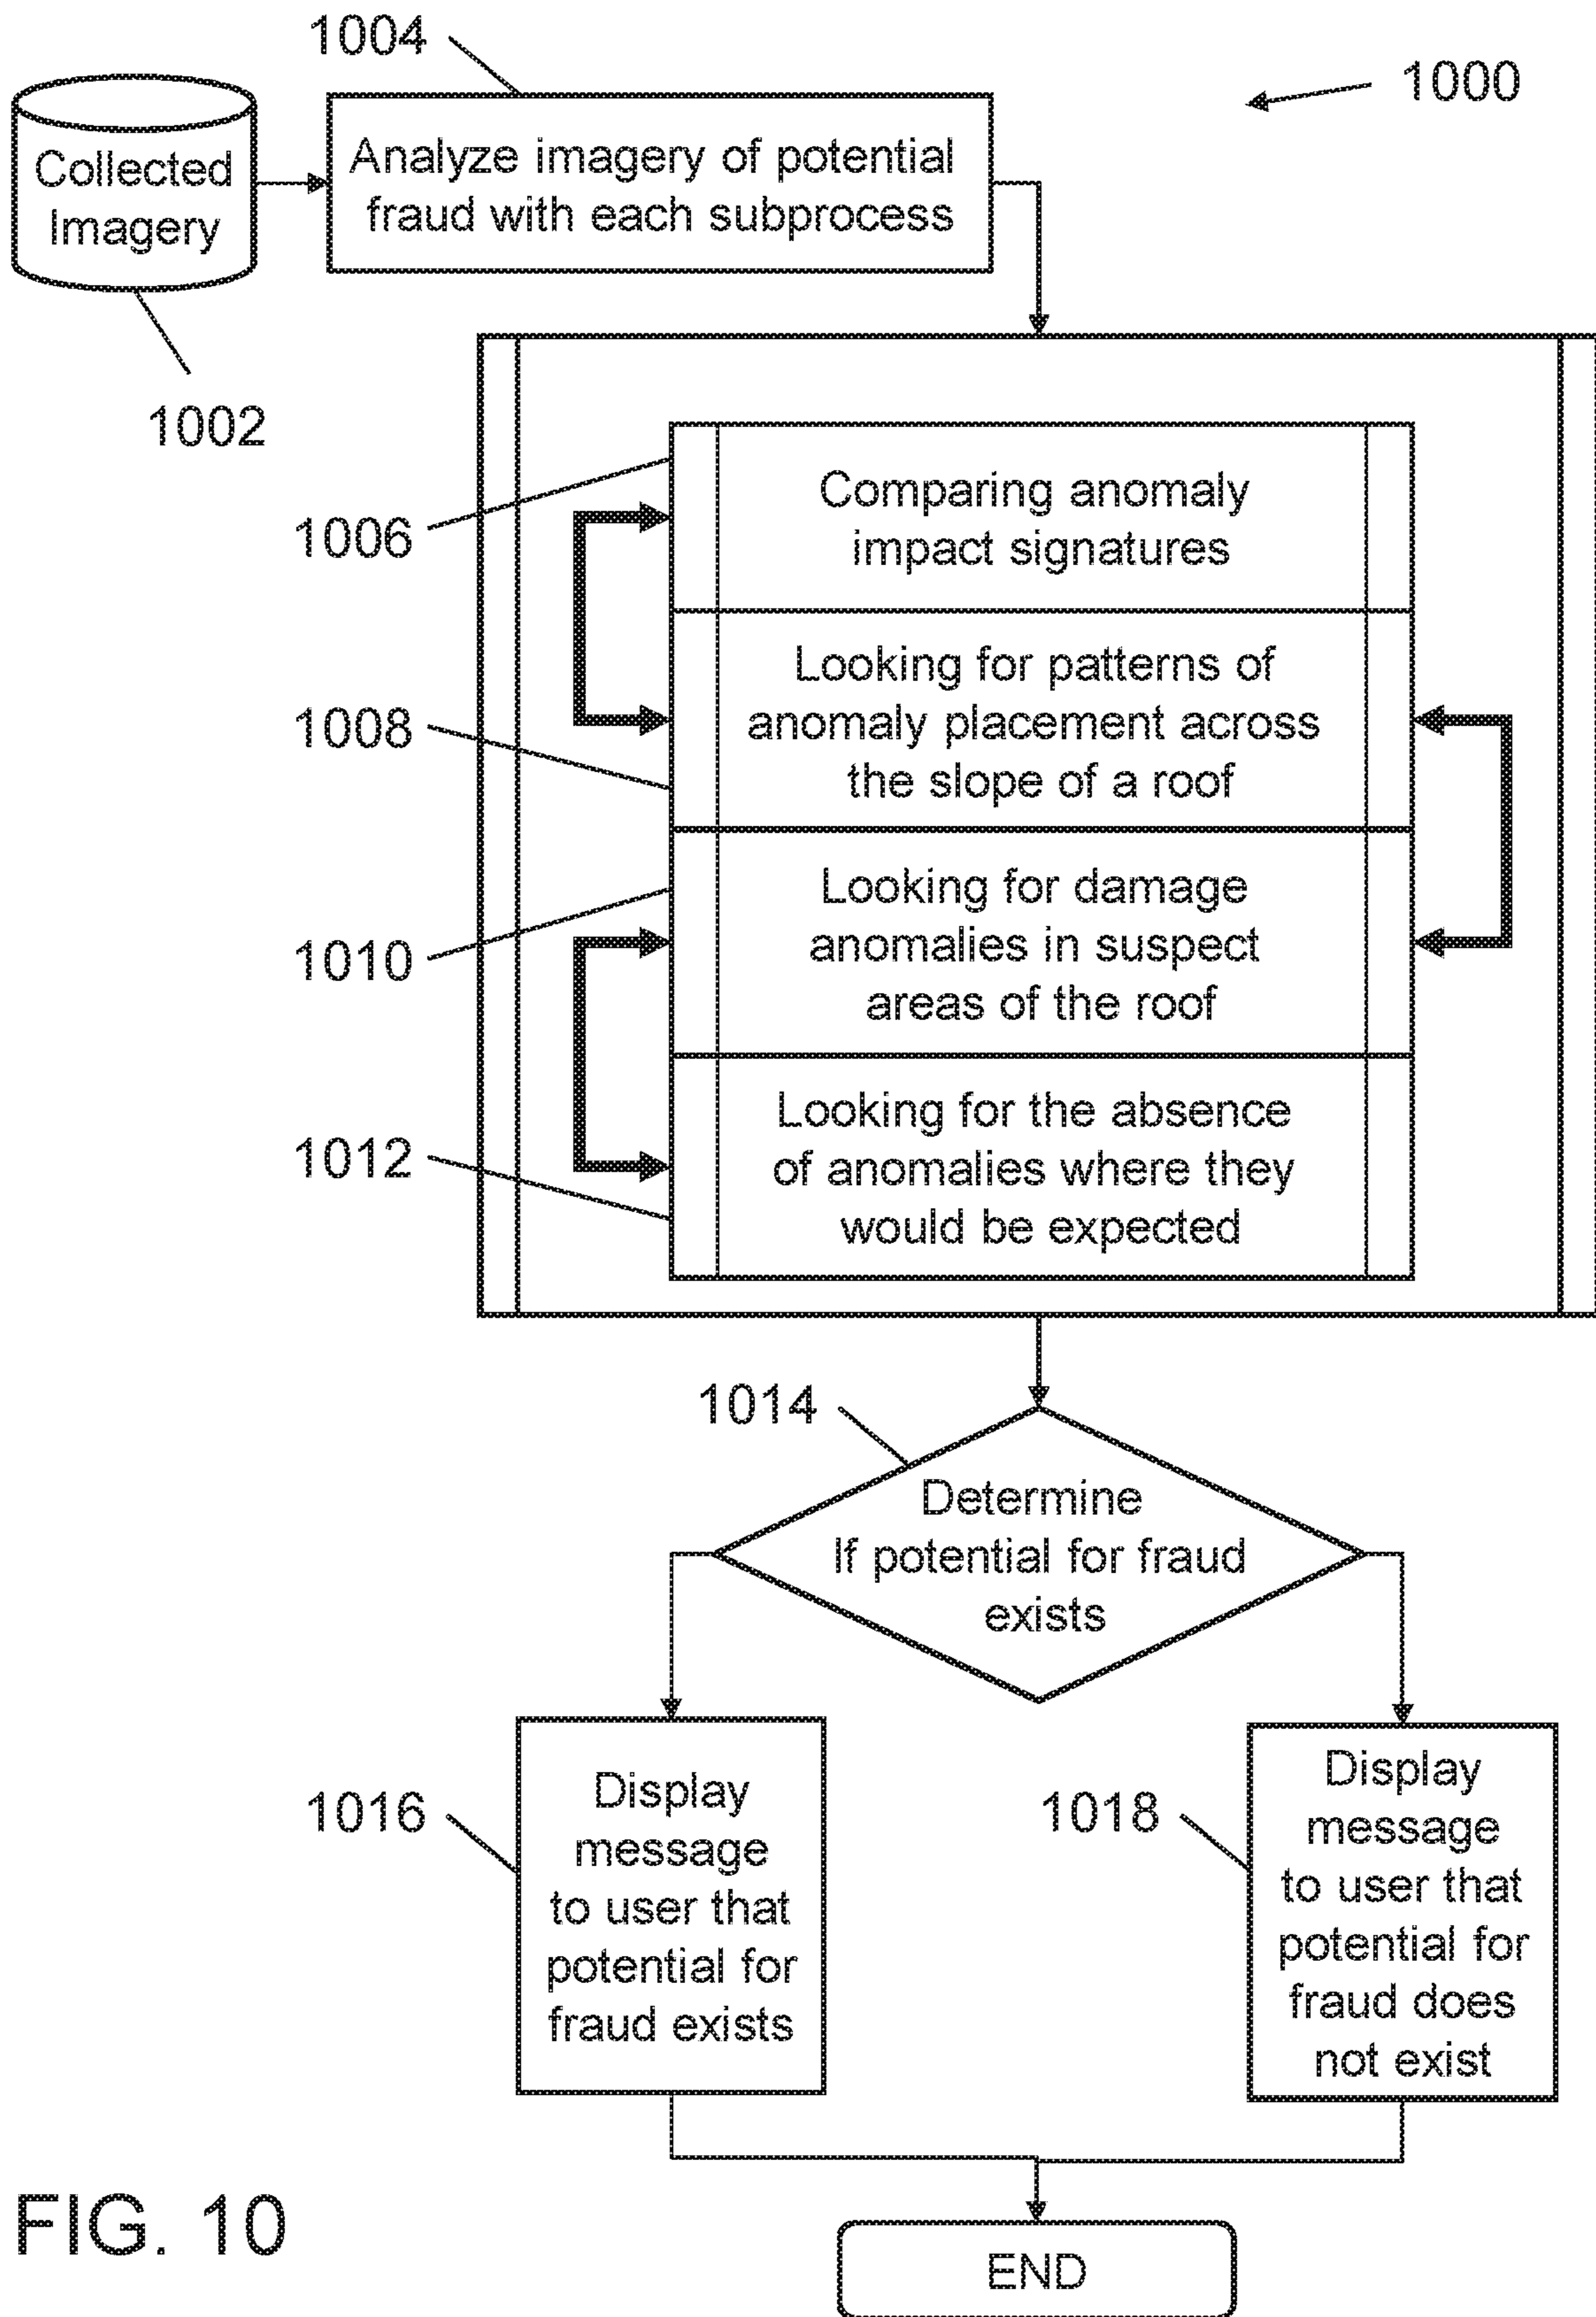 1004
1000
Collected
Imagery
Analyze imagery of potential
fraud with each subprocess
1002
1006
Comparing anomaly
impact signatures
1008
Looking for patterns of
anomaly placement across
the slope of a roof
1010
Looking for damage
anomalies in suspect
areas of the roof
1012
Looking for the absence
of anomalies where they
would be expected
1014
Determine
If potential for fraud
exists
1016
Display
message
to user that
potential for
fraud exists
1018
Display
message
to user that
potential for
fraud does
not exist
FIG. 10
END